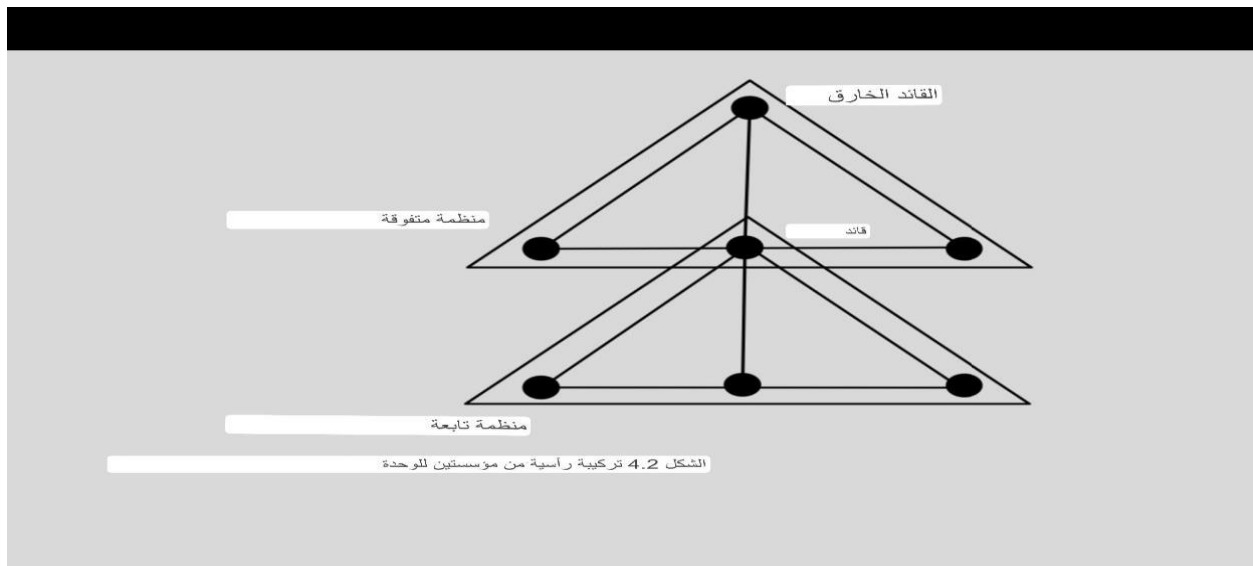 القائد الخارق
منظمة متفوقة
قائد
منظمة تابعة
الشكل 4.2 تركيبة رأسية من مؤسستين للوحدة